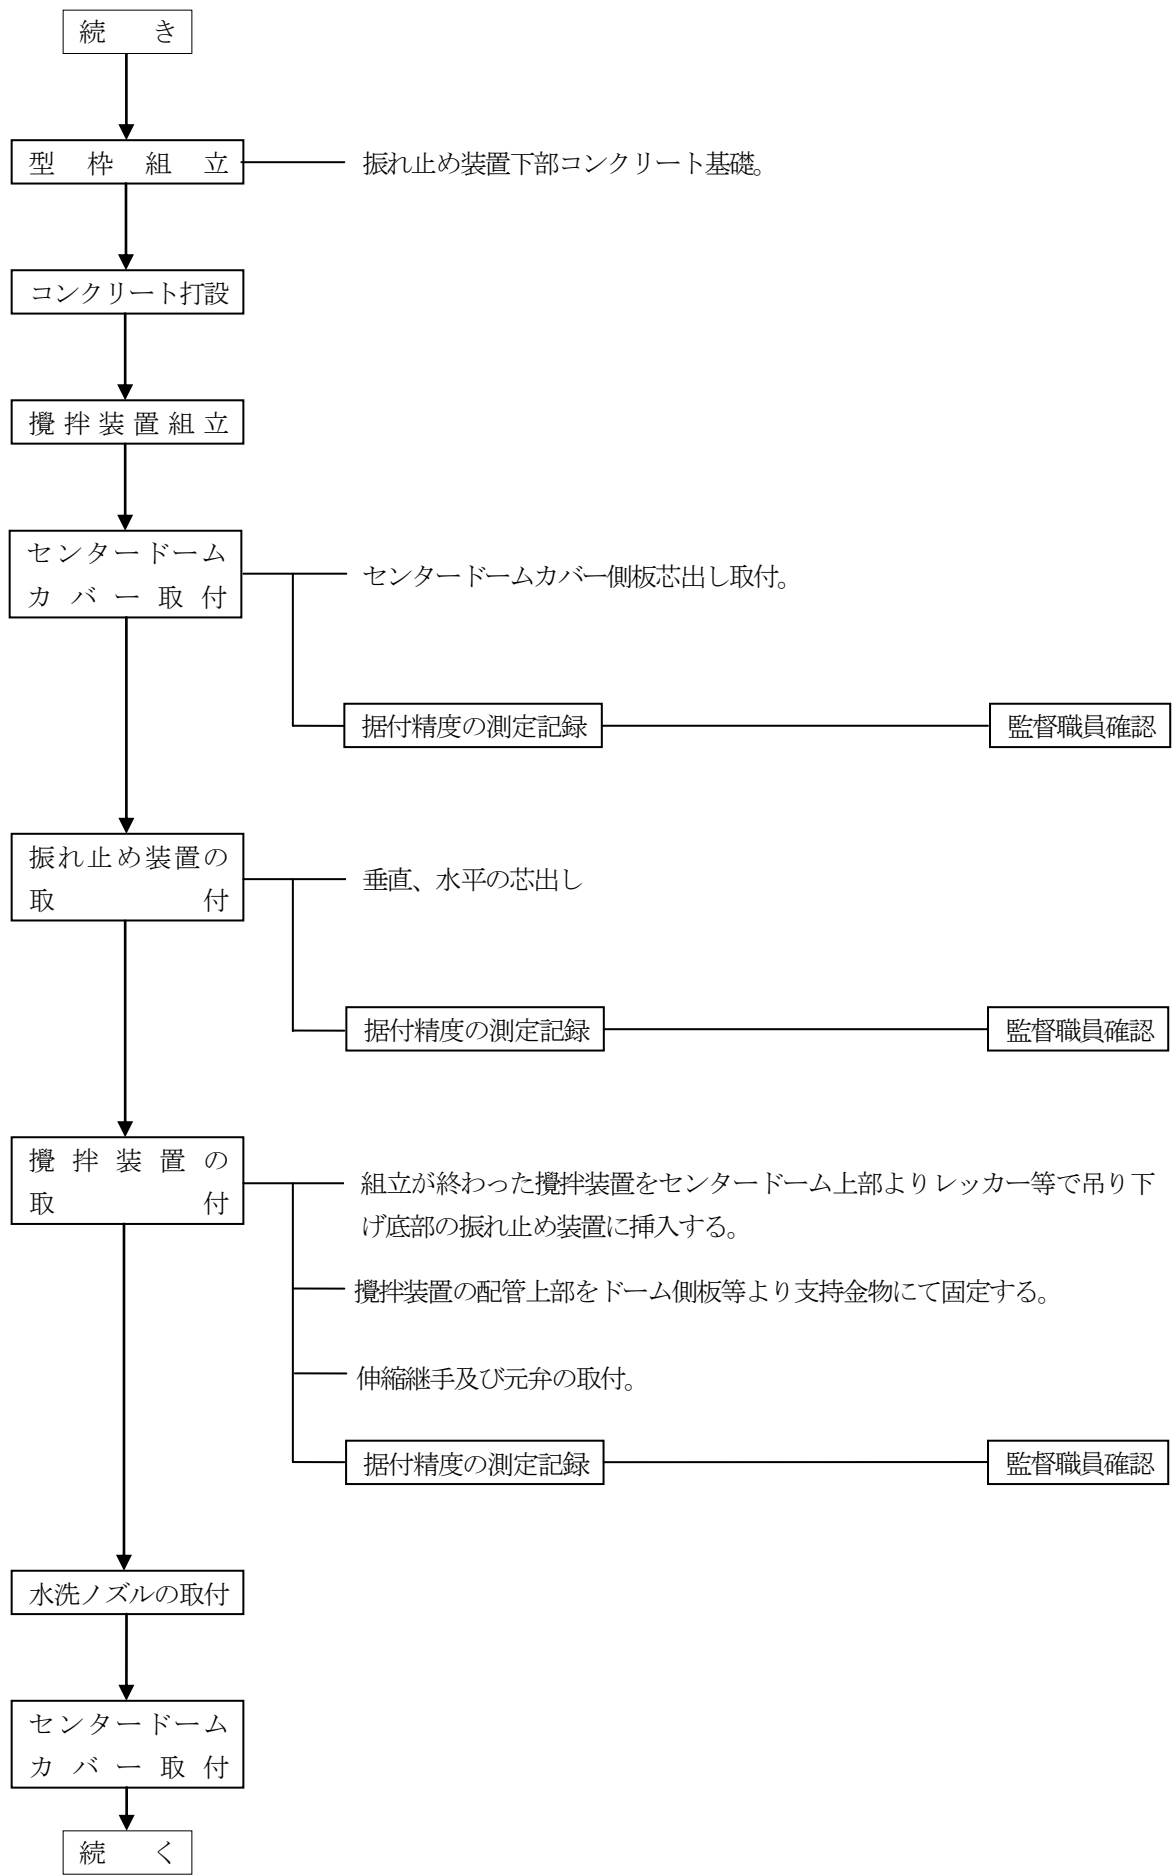 続き
型枠組立
振れ止め装置下部コンクリート基礎。
コンクリート打設
攪拌装置組立
センタードーム
カバー取付
センタードームカバー側板芯出し取付。
据付精度の測定記録
監督職員確認
振れ止め装置の
取付
垂直、水平の芯出し
据付精度の測定記録
監督職員確認
攪拌装置の
取付
組立が終わった攪拌装置をセンタードーム上部よりレッカー等で吊り下
げ底部の振れ止め装置に挿入する。
攪拌装置の配管上部をドーム側板等より支持金物にて固定する。
伸縮継手及び元弁の取付。
据付精度の測定記録
監督職員確認
水洗ノズルの取付
センタードーム
カバー取付
続く